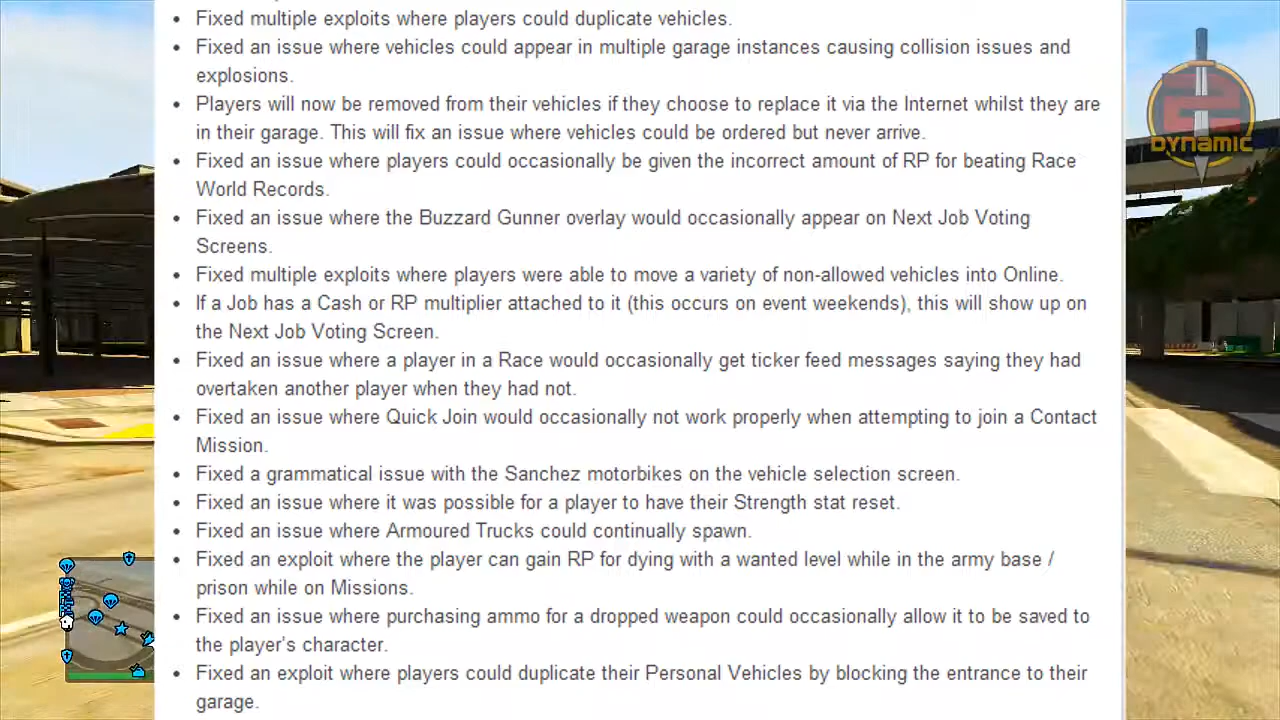 Fixed multiple exploits where players could duplicate vehicles.
Fixed an issue where vehicles could appear in multiple garage instances causing collision issues and
explosions.
Players will now be removed from their vehicles if they choose to replace it via the Internet whilst they are
in their garage. This will fix an issue where vehicles could be ordered but never arrive.
Fixed an issue where players could occasionally be given the incorrect amount of RP for beating Race
World Records.
Fixed an issue where the Buzzard Gunner overlay would occasionally appear on Next Job Voting
Screens.
Fixed multiple exploits where players were able to move a variety of non-allowed vehicles into Online.
If a Job has a Cash or RP multiplier attached to it (this occurs on event weekends), this will show up on
the Next Job Voting Screen.
Fixed an issue where a player in a Race would occasionally get ticker feed messages saying they had
overtaken another player when they had not.
Fixed an issue where Quick Join would occasionally not work properly when attempting to join a Contact
Mission.
Fixed a grammatical issue with the Sanchez motorbikes on the vehicle selection screen.
Fixed an issue where it was possible for a player to have their Strength stat reset.
Fixed an issue where Armoured Trucks could continually spawn.
Fixed an exploit where the player can gain RP for dying with a wanted level while in the army base /
prison while on Missions.
Fixed an issue where purchasing ammo for a dropped weapon could occasionally allow it to be saved to
the player's character.
Fixed an exploit where players could duplicate their Personal Vehicles by blocking the entrance to their
garage.
2
DYNAMIC